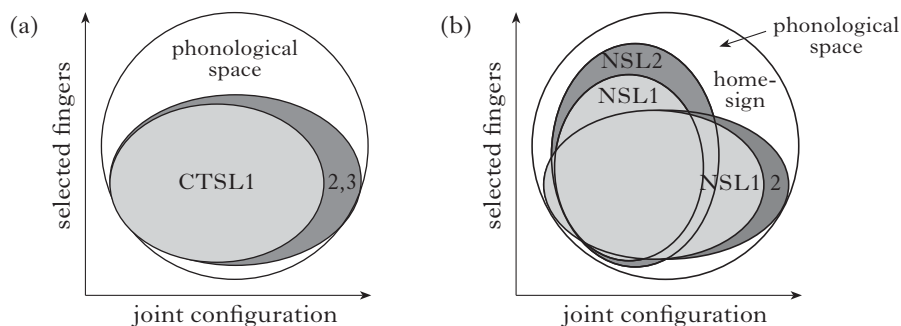 (a)
selected fingers
phonological
space
CTSL1
2,3
joint configuration
(b)
selected fingers
phonological
space
home-
sign
NSL2
NSL1
NSL1
2
joint configuration